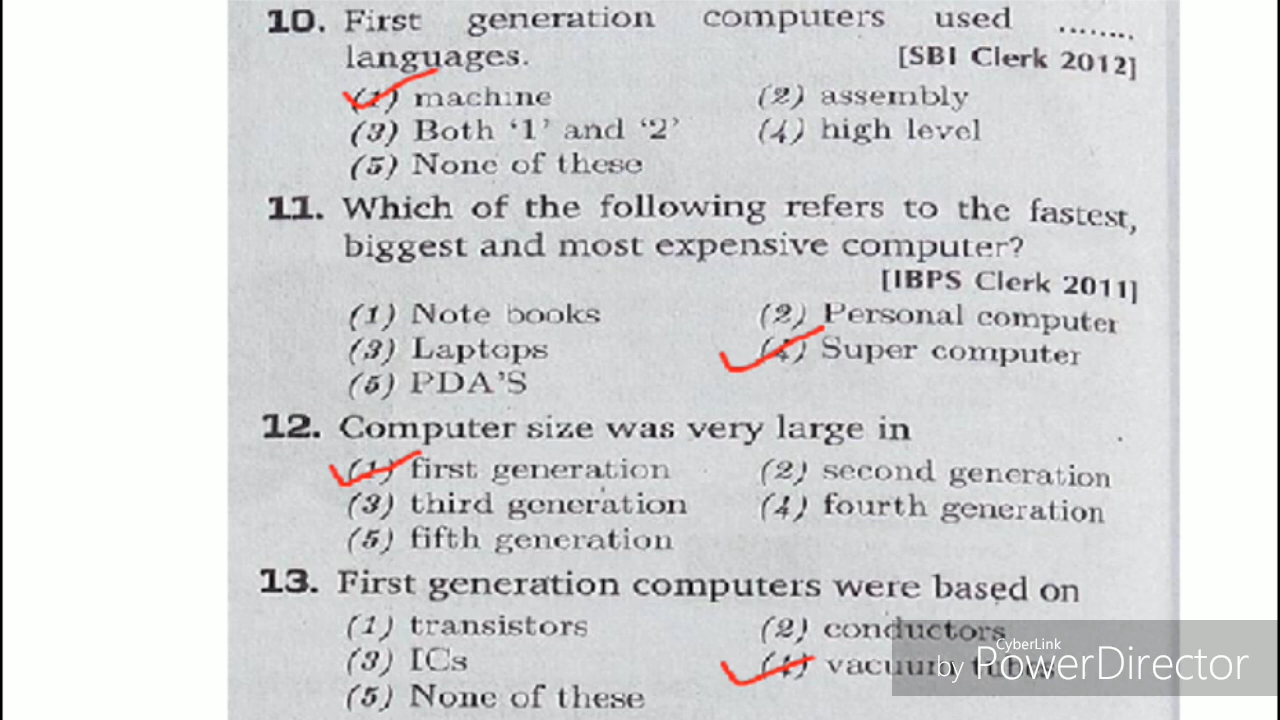 10. First generation computers used ........
languages. [SBI Clerk 2012]
(1) machine (2) assembly
(3) Both ‘1’ and ‘2’ (4) high level
(5) None of these
11. Which of the following refers to the fastest,
biggest and most expensive computer?
[IBPS Clerk 2011]
(1) Note books (2) Personal computer
(3) Laptops (4) Super computer
(5) PDA’S
12. Computer size was very large in
(1) first generation (2) second generation
(3) third generation (4) fourth generation
(5) fifth generation
13. First generation computers were based on
(1) transistors (2) conductors
(3) ICs (4) vacuum tubes
(5) None of these
CyberLink
by PowerDirector